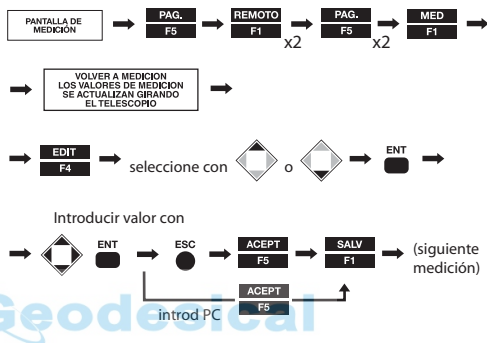 PANTALLA DE
MEDICIÓN
PAG.
F5
REMOTO
F1
x2
PAG.
F5
x2
MED
F1
VOLVER A MEDICION
LOS VALORES DE MEDICION
SE ACTUALIZAN GIRANDO
EL TELESCOPIO
EDIT
F4
seleccione con
o
ENT
Introducir valor con
ENT
ESC
ACEPT
F5
SALV
F1
(siguiente
medición)
introd PC
ACEPT
F5
Geodesical